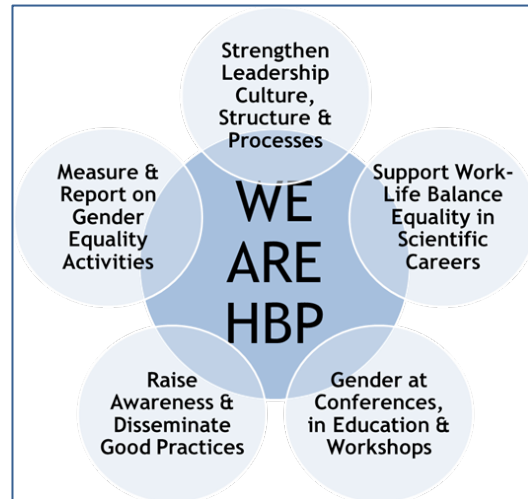 Strengthen
Leadership
Culture,
Structure &
Processes
Measure &
Report on
Gender
Equality
Activities
WE
ARE
HBP
Support Work-
Life Balance
Equality in
Scientific
Careers
Raise
Awareness &
Disseminate
Good Practices
Gender at
Conferences,
in Education &
Workshops